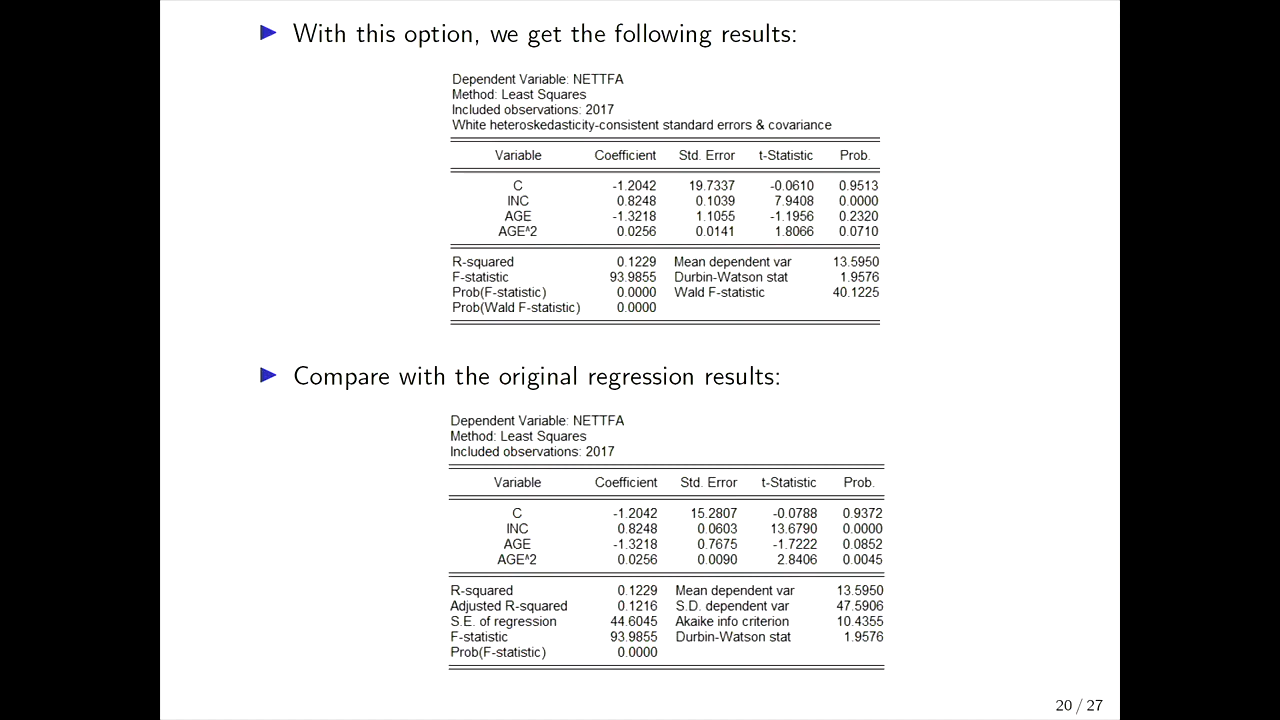 With this option, we get the following results:
Dependent Variable: NETTFA
Method: Least Squares
Included observations: 2017
White heteroskedasticity-consistent standard errors & covariance
Variable Coefficient Std. Error t-Statistic Prob.
C -1.2042 19.7337 -0.0610 0.9513
INC 0.8248 0.1039 7.9408 0.0000
AGE -1.3218 1.1055 -1.1956 0.2320
AGE^2 0.0256 0.0141 1.8066 0.0710
R-squared 0.1229 Mean dependent var 13.5950
F-statistic 93.9855 Durbin-Watson stat 1.9576
Prob(F-statistic) 0.0000 Wald F-statistic 40.1225
Prob(Wald F-statistic) 0.0000
Compare with the original regression results:
Dependent Variable: NETTFA
Method: Least Squares
Included observations: 2017
Variable Coefficient Std. Error t-Statistic Prob.
C -1.2042 15.2807 -0.0788 0.9372
INC 0.8248 0.0603 13.6790 0.0000
AGE -1.3218 0.7675 -1.7222 0.0852
AGE^2 0.0256 0.0090 2.8406 0.0045
R-squared 0.1229 Mean dependent var 13.5950
Adjusted R-squared 0.1216 S.D. dependent var 47.5906
S.E. of regression 44.6045 Akaike info criterion 10.4355
F-statistic 93.9855 Durbin-Watson stat 1.9576
Prob(F-statistic) 0.0000
20 / 27